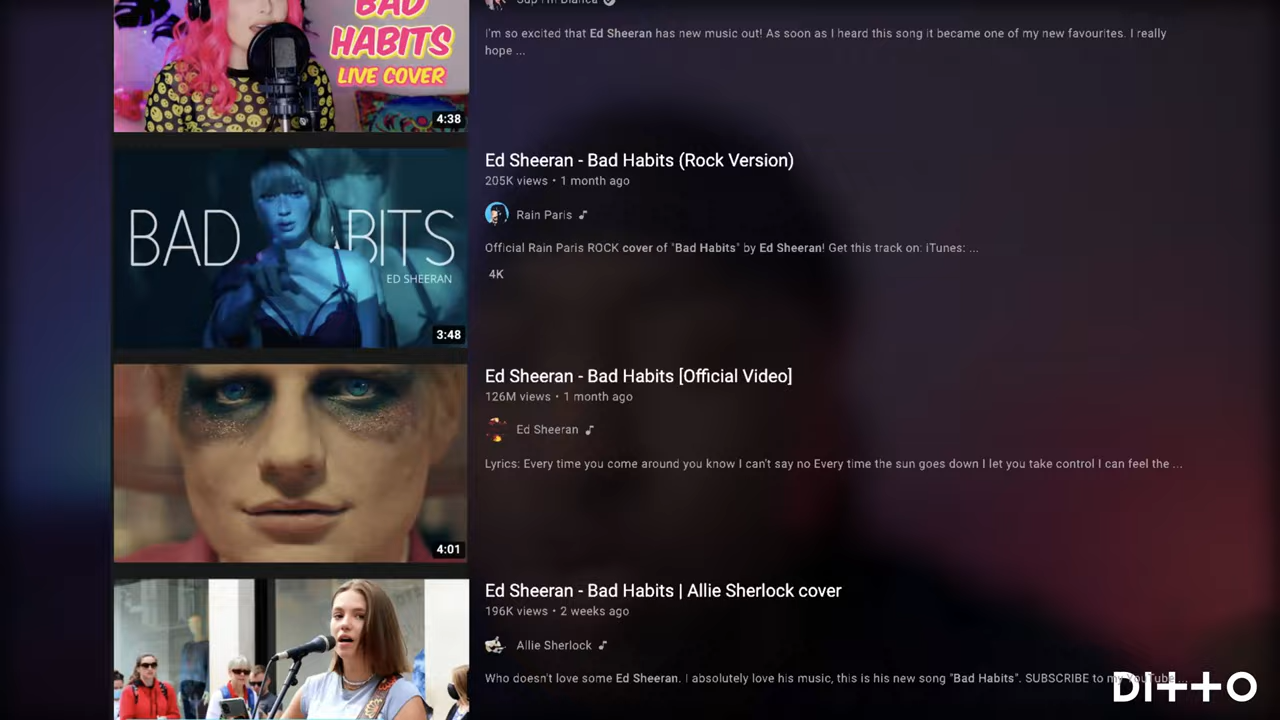 BAD
HABITS
LIVE COVER
4:38
Sup I'm Bianca
I'm so excited that Ed Sheeran has new music out! As soon as I heard this song it became one of my new favourites. I really
hope ...
BAD HABITS
ED SHEERAN
3:48
Ed Sheeran - Bad Habits (Rock Version)
205K views • 1 month ago
Rain Paris
Official Rain Paris ROCK cover of "Bad Habits" by Ed Sheeran! Get this track on: iTunes: ...
4K
4:01
Ed Sheeran - Bad Habits [Official Video]
126M views • 1 month ago
Ed Sheeran
Lyrics: Every time you come around you know I can't say no Every time the sun goes down I let you take control I can feel the ...
Ed Sheeran - Bad Habits | Allie Sherlock cover
196K views • 2 weeks ago
Allie Sherlock
Who doesn't love some Ed Sheeran. I absolutely love his music, this is his new song "Bad Habits". SUBSCRIBE to my YouTube ...
DITTO